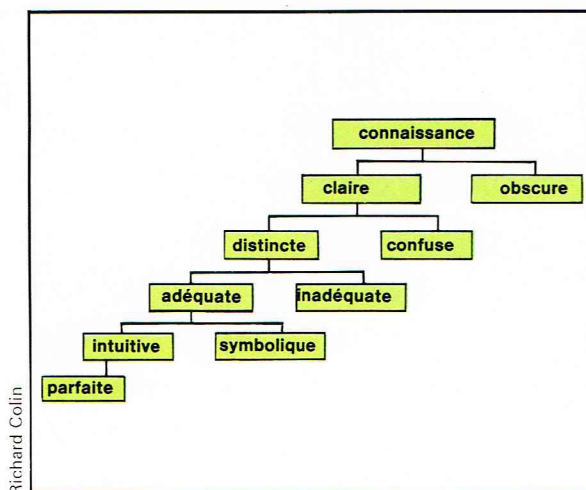 connaissance
claire obscure
distincte confuse
adéquate inadéquate
intuitive symbolique
parfaite
Richard Colin